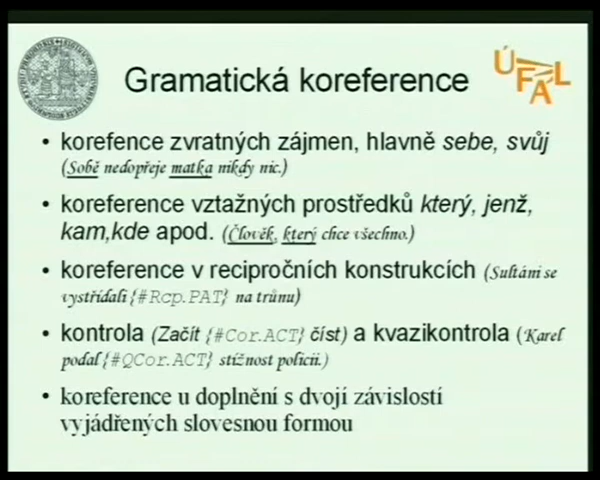 Gramatická koreference
ÚFAL
• korefence zvratných zájmen, hlavně sebe, svůj
(Sobě nedopřeje matka nikdy nic.)
• koreference vztažných prostředků který, jenž,
kam,kde apod. (Člověk, který chce všechno.)
• koreference v recipročních konstrukcích (Sultáni se
vystřídali {#Rcp.PAT} na trůnu)
• kontrola (Začít {#Cor.ACT} číst) a kvazikontrola (Karel
podal {#QCor.ACT} stížnost policii.)
• koreference u doplnění s dvojí závislostí
vyjádřených slovesnou formou